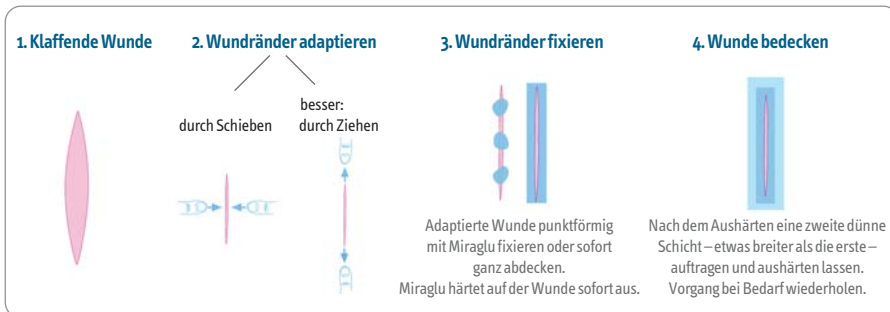 1. Klaffende Wunde
2. Wundränder adaptieren
durch Schieben
besser:
durch Ziehen
3. Wundränder fixieren
Adaptierte Wunde punktförmig
mit Miraglu fixieren oder sofort
ganz abdecken.
Miraglu härtet auf der Wunde sofort aus.
4. Wunde bedecken
Nach dem Aushärten eine zweite dünne
Schicht – etwas breiter als die erste –
auftragen und aushärten lassen.
Vorgang bei Bedarf wiederholen.